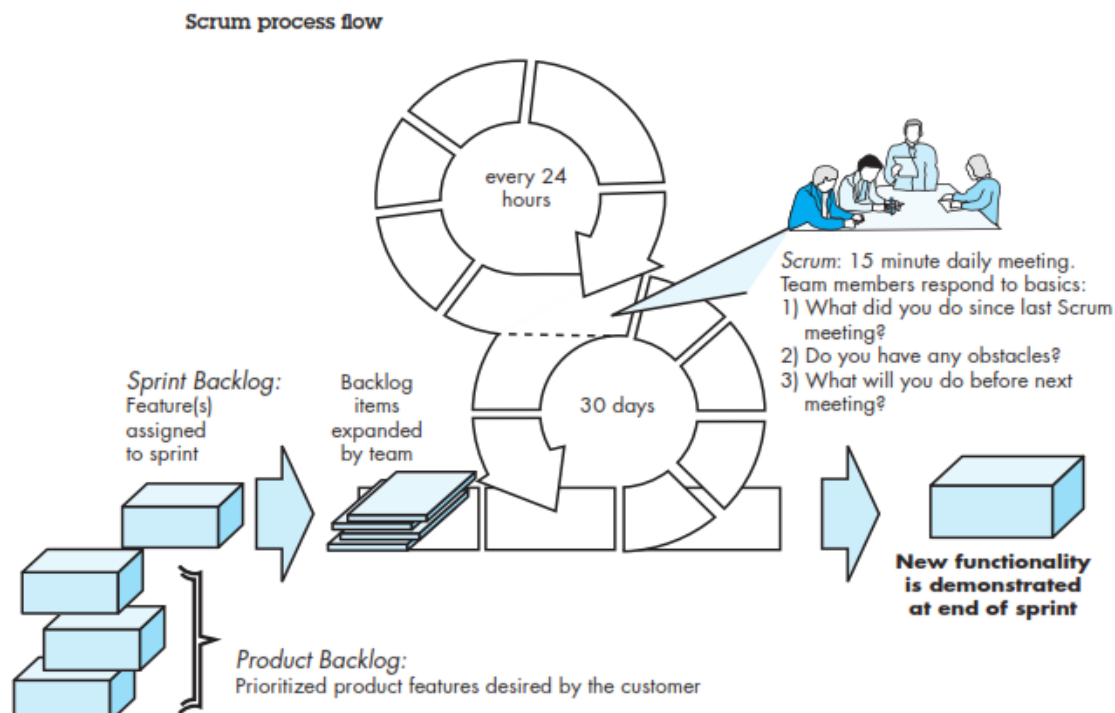 Scrum process flow
every 24
hours
Scrum: 15 minute daily meeting.
Team members respond to basics:
1) What did you do since last Scrum
meeting?
2) Do you have any obstacles?
3) What will you do before next
meeting?
Sprint Backlog:
Feature(s)
assigned
to sprint
Backlog
items
expanded
by team
30 days
New functionality
is demonstrated
at end of sprint
Product Backlog:
Prioritized product features desired by the customer